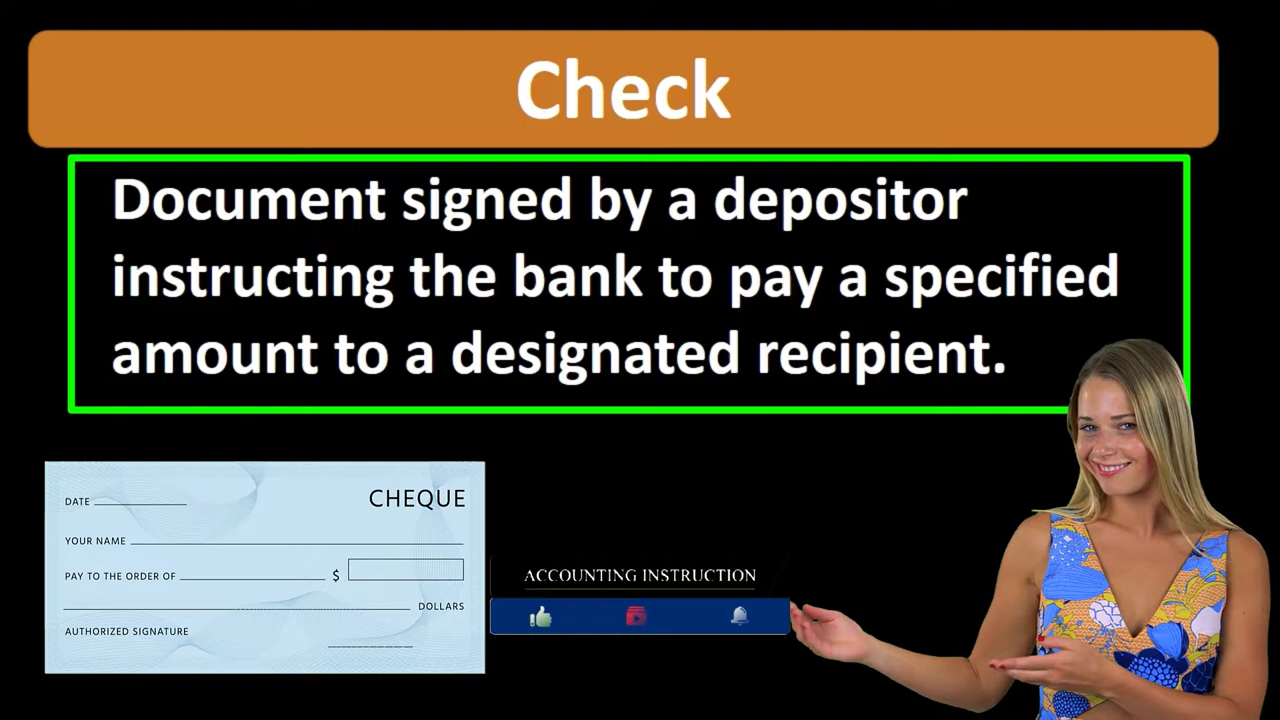 Check
Document signed by a depositor
instructing the bank to pay a specified
amount to a designated recipient.
CHEQUE
DATE
YOUR NAME
PAY TO THE ORDER OF $
DOLLARS
AUTHORIZED SIGNATURE
ACCOUNTING INSTRUCTION